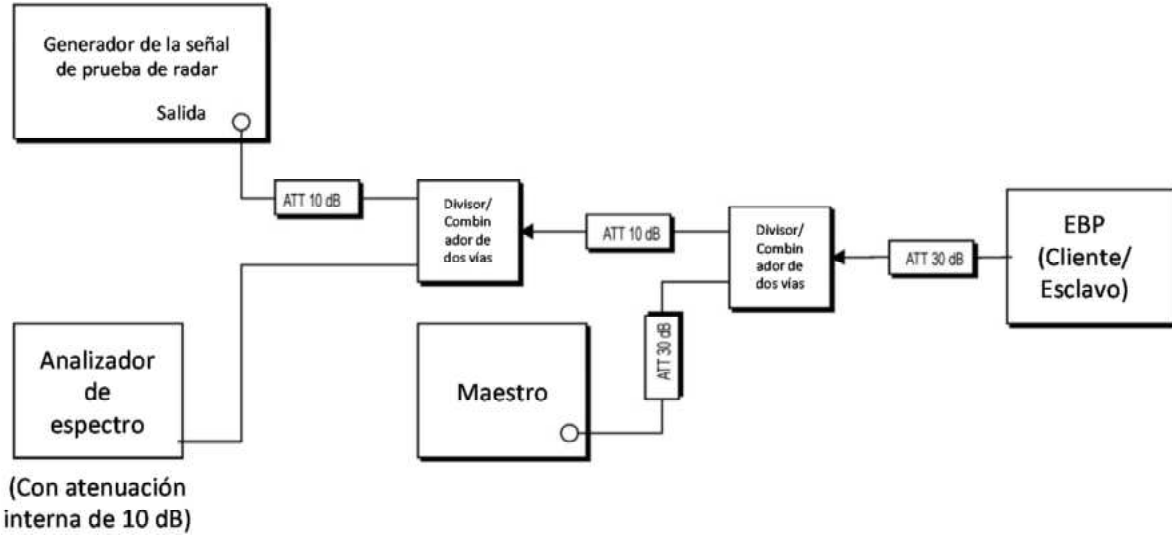 Generador de la señal
de prueba de radar
Salida
ATT 10 dB
Divisor/
Combin
ador de
dos vías
ATT 10 dB
Divisor/
Combin
ador de
dos vías
ATT 30 dB
EBP
(Cliente/
Esclavo)
ATT 30 dB
Analizador
de
espectro
Maestro
(Con atenuación
interna de 10 dB)